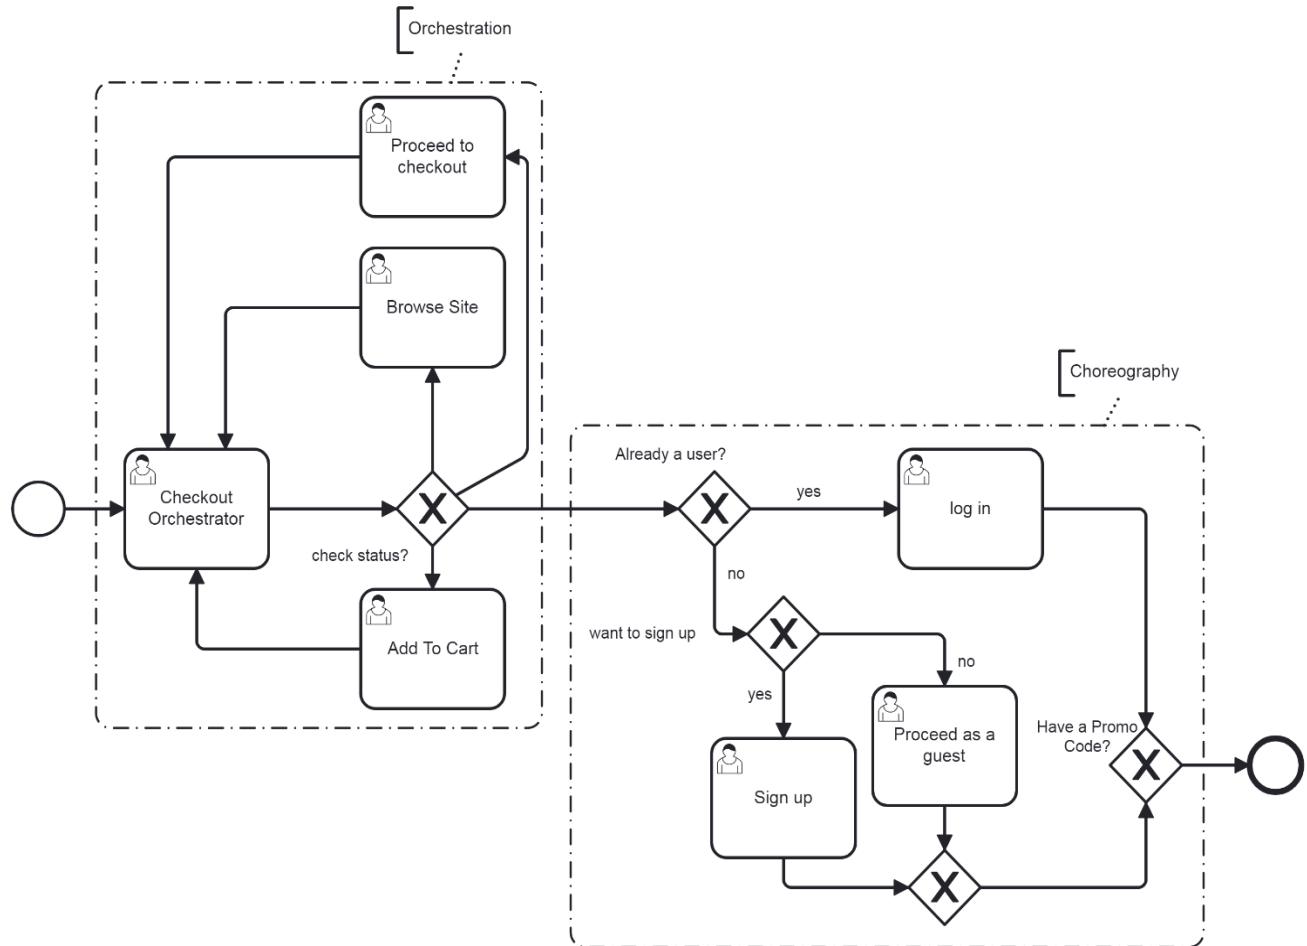 Orchestration
Proceed to
checkout
Browse Site
Choreography
Already a user?
yes
log in
Checkout
Orchestrator
check status?
no
want to sign up
no
Add To Cart
yes
Proceed as a
guest
Have a Promo
Code?
Sign up